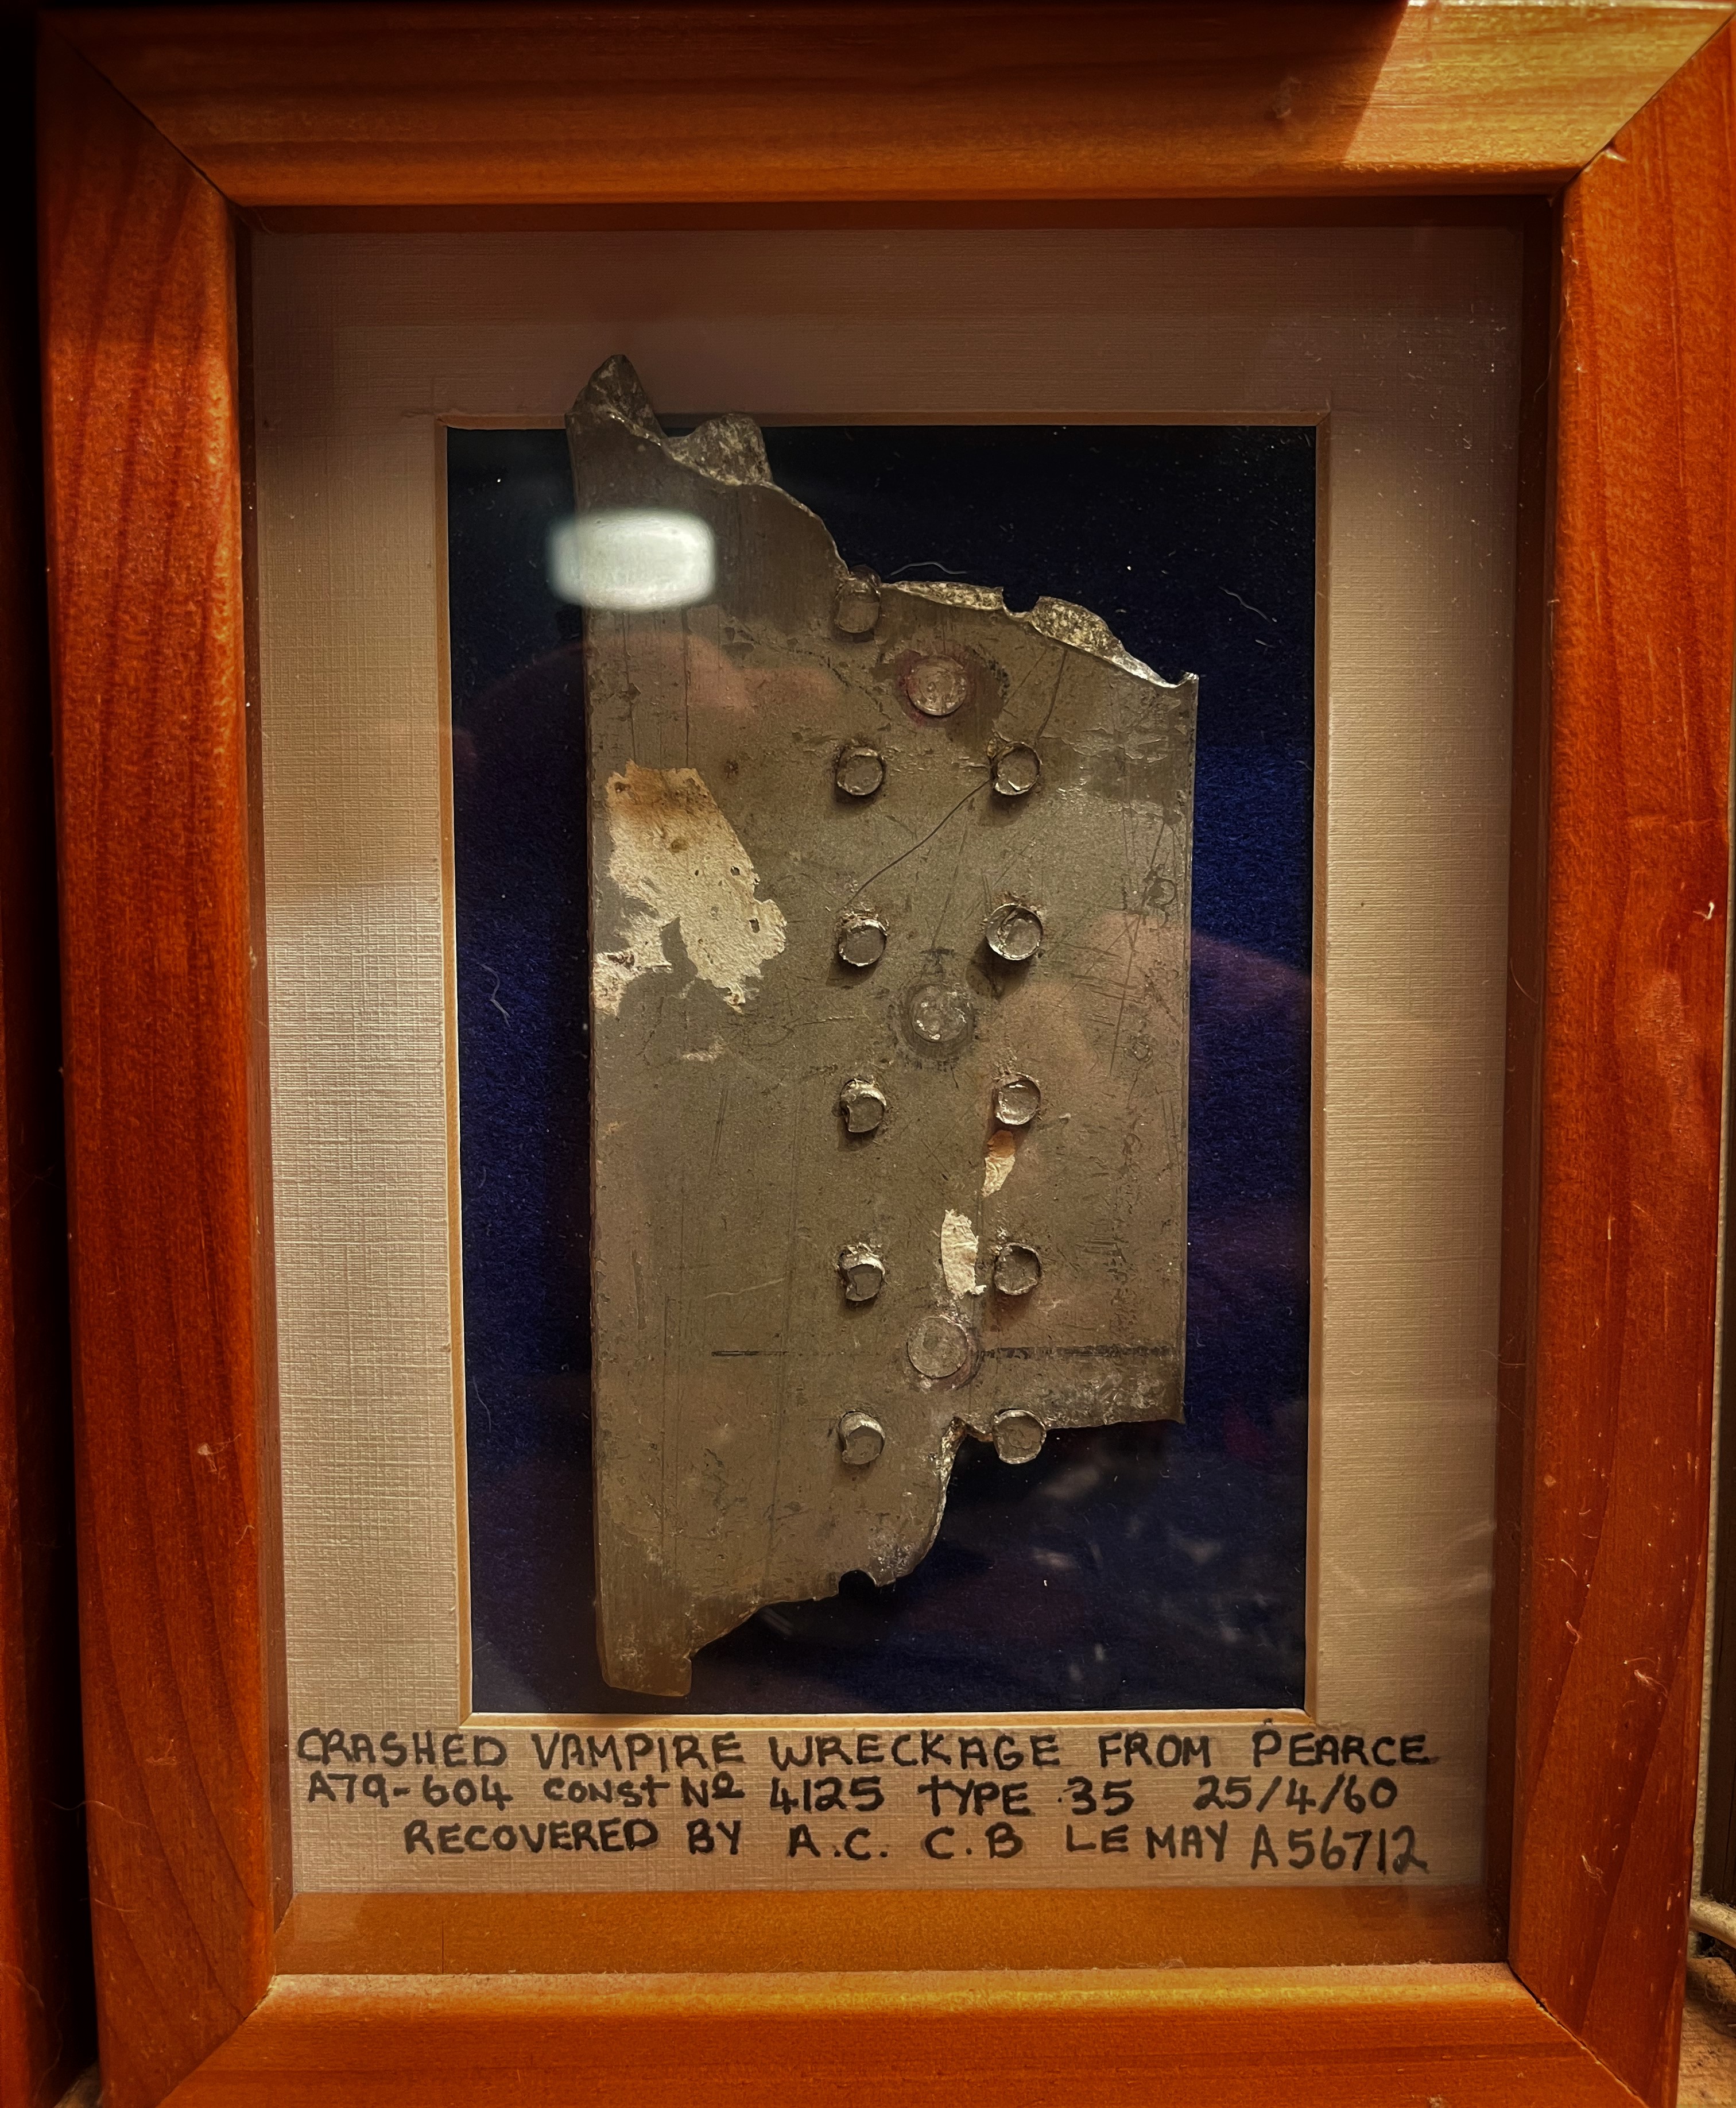 CRASHED VAMPIRE WRECKAGE FROM PEARCE
A79-604 CONST Nº 4125 TYPE 35 25/4/60
RECOVERED BY A.C. C.B LE MAY A56712